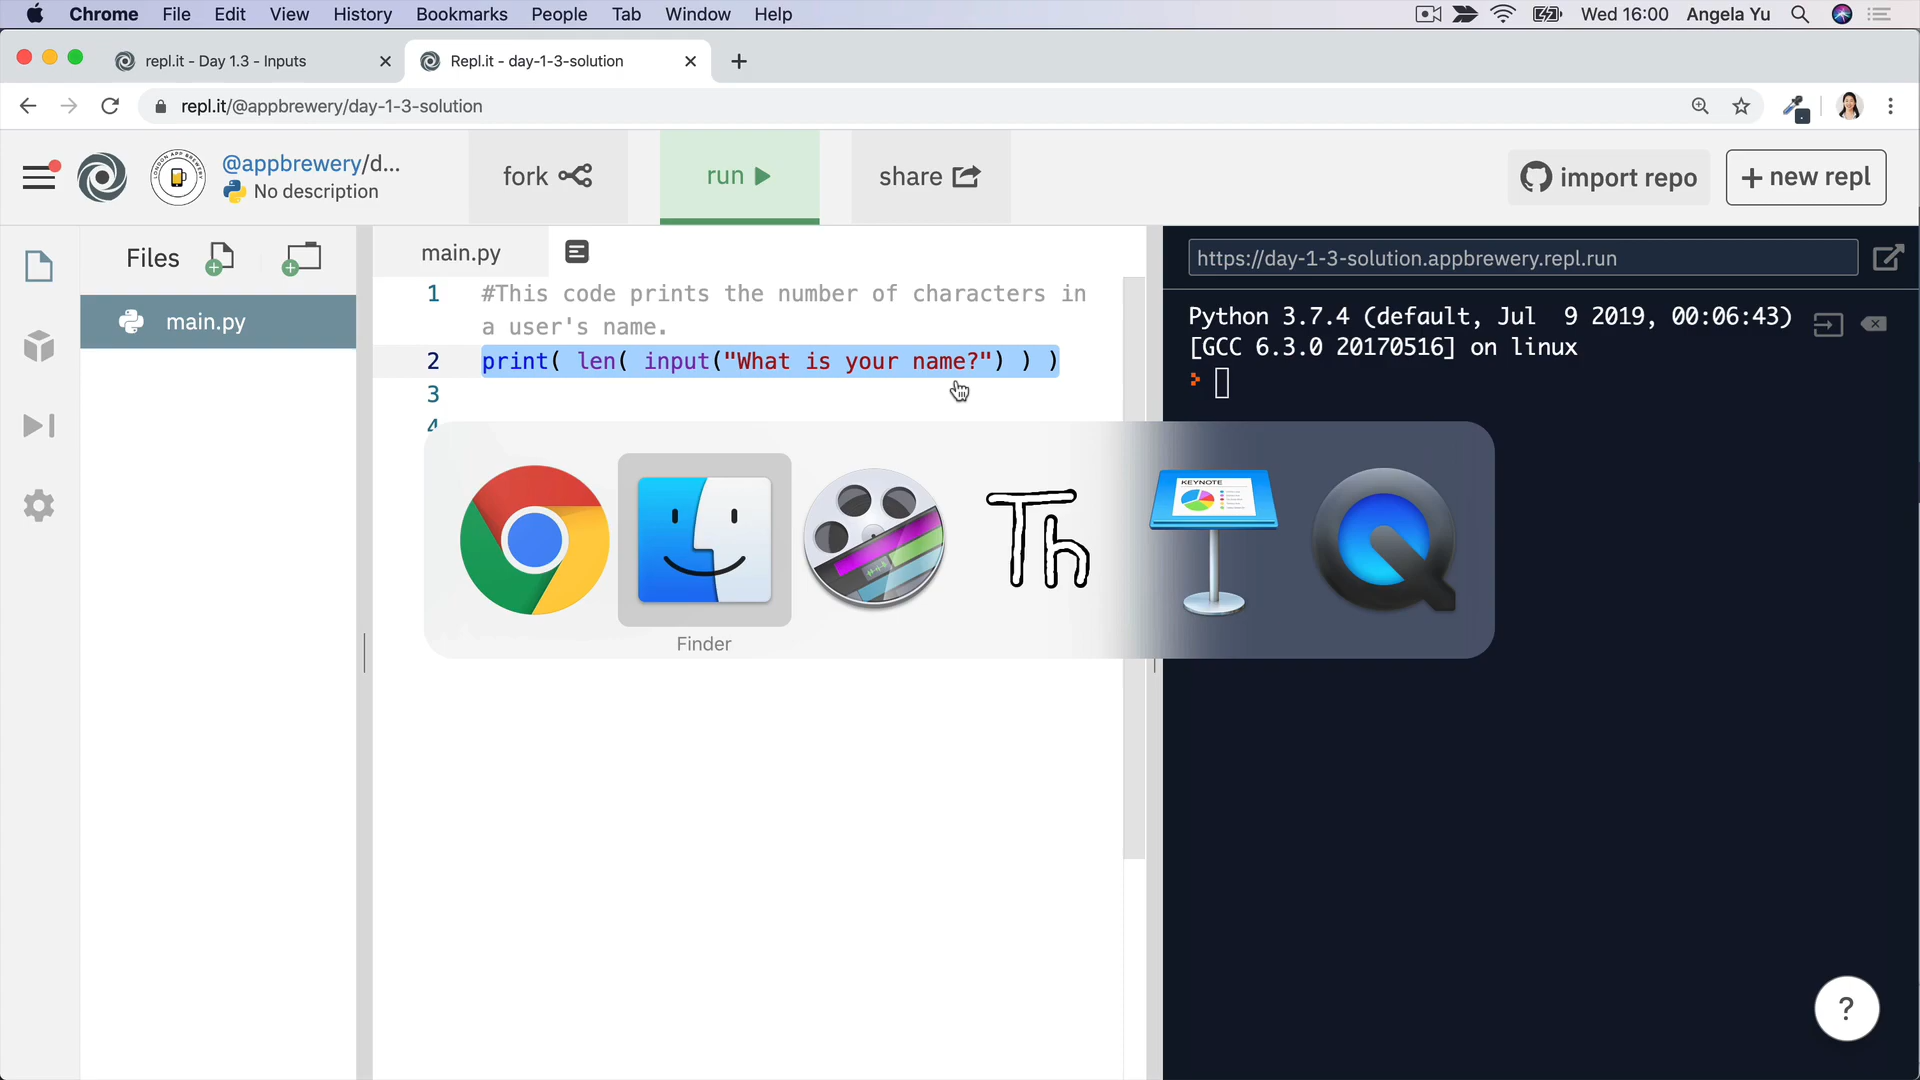 Chrome File Edit View History Bookmarks People Tab Window Help Wed 16:00 Angela Yu
repl.it - Day 1.3 - Inputs Repl.it - day-1-3-solution
repl.it/@appbrewery/day-1-3-solution
@appbrewery/d...
No description
fork run share import repo + new repl
Files main.py https://day-1-3-solution.appbrewery.repl.run
main.py
1 #This code prints the number of characters in
a user's name.
2 print( len( input("What is your name?") ) )
3
4
Python 3.7.4 (default, Jul  9 2019, 00:06:43)
[GCC 6.3.0 20170516] on linux
KEYNOTE
Th
Finder
?